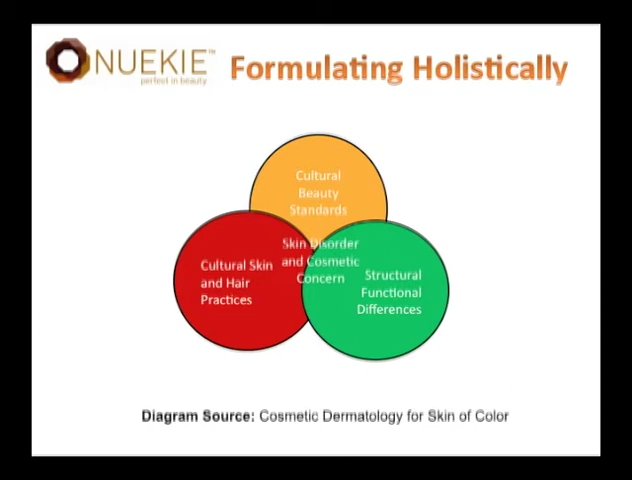 NUEKIE™
perfect in beauty
Formulating Holistically
Cultural
Beauty
Standards
Skin Disorder
and Cosmetic
Concern
Cultural Skin
and Hair
Practices
Structural
Functional
Differences
Diagram Source: Cosmetic Dermatology for Skin of Color